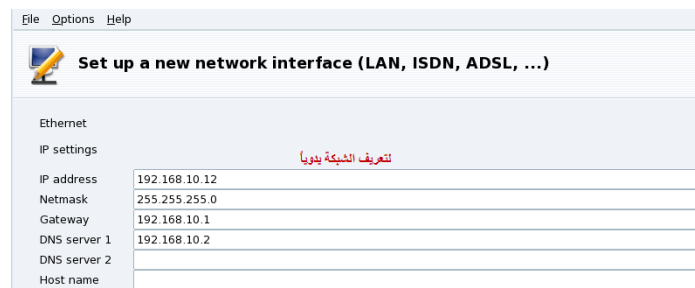 File Options Help
Set up a new network interface (LAN, ISDN, ADSL, ...)
Ethernet
IP settings
لتعريف الشبكة يدوياً
IP address 192.168.10.12
Netmask 255.255.255.0
Gateway 192.168.10.1
DNS server 1 192.168.10.2
DNS server 2
Host name